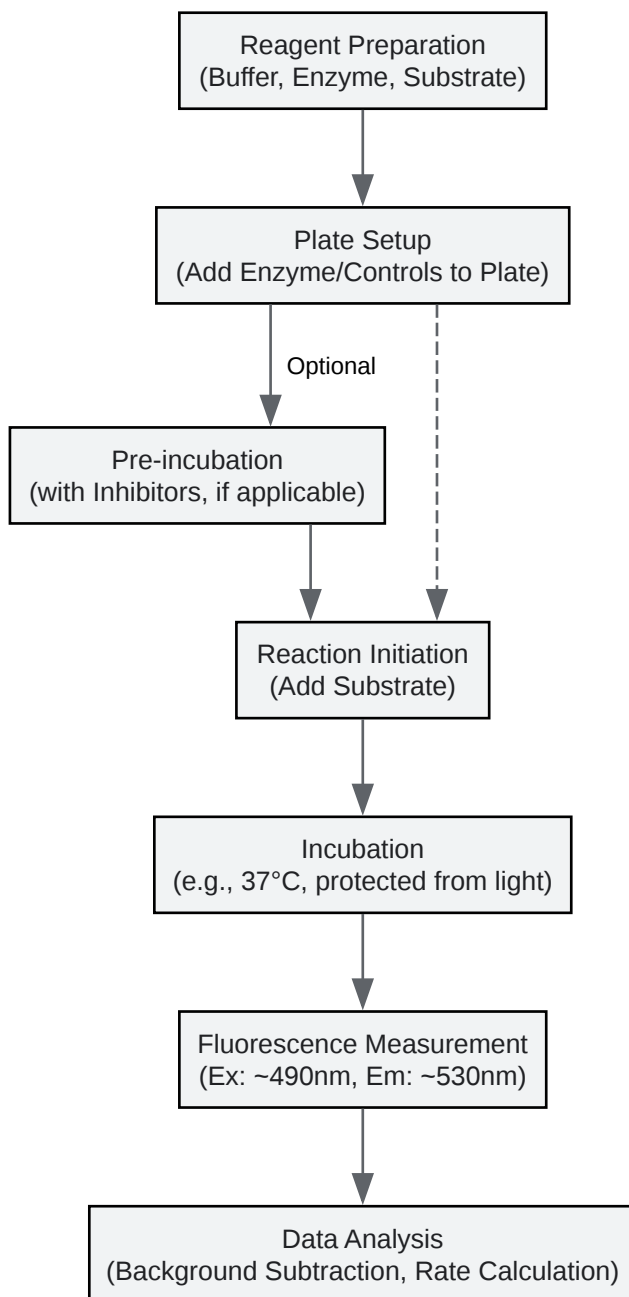 Reagent Preparation
(Buffer, Enzyme, Substrate)
Plate Setup
(Add Enzyme/Controls to Plate)
Optional
Pre-incubation
(with Inhibitors, if applicable)
Reaction Initiation
(Add Substrate)
Incubation
(e.g., 37°C, protected from light)
Fluorescence Measurement
(Ex: ~490nm, Em: ~530nm)
Data Analysis
(Background Subtraction, Rate Calculation)